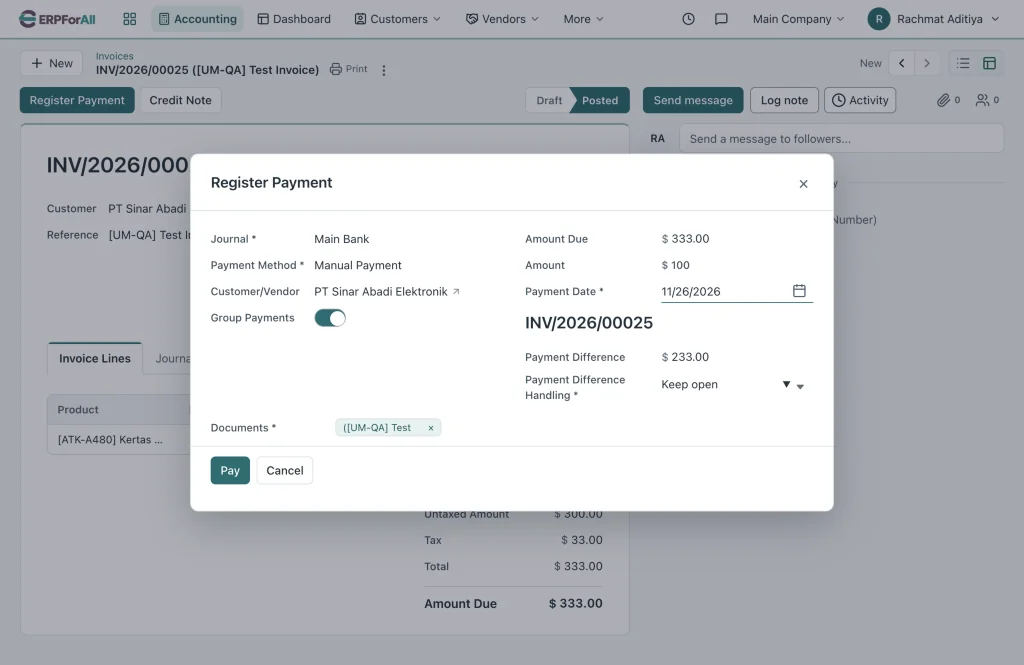 ERPForAll
Accounting
Dashboard
Customers
Vendors
More
Main Company
R
Rachmat Aditiya
New
Invoices
INV/2026/00025 ([UM-QA] Test Invoice)
Print
New
Register Payment
Credit Note
Draft
Posted
Send message
Log note
Activity
0
0
INV/2026/000
RA
Send a message to followers...
Customer PT Sinar Abadi
Reference [UM-QA] Test
Number)
Register Payment
Journal * Main Bank
Payment Method * Manual Payment
Customer/Vendor PT Sinar Abadi Elektronik
Group Payments
Amount Due $ 333.00
Amount $ 100
Payment Date * 11/26/2026
INV/2026/00025
Payment Difference $ 233.00
Payment Difference
Handling *
Keep open
Documents * ([UM-QA] Test ×
Pay
Cancel
Invoice Lines
Journa
Product
[ATK-A480] Kertas ...
Untaxed Amount $ 300.00
Tax $ 33.00
Total $ 333.00
Amount Due $ 333.00